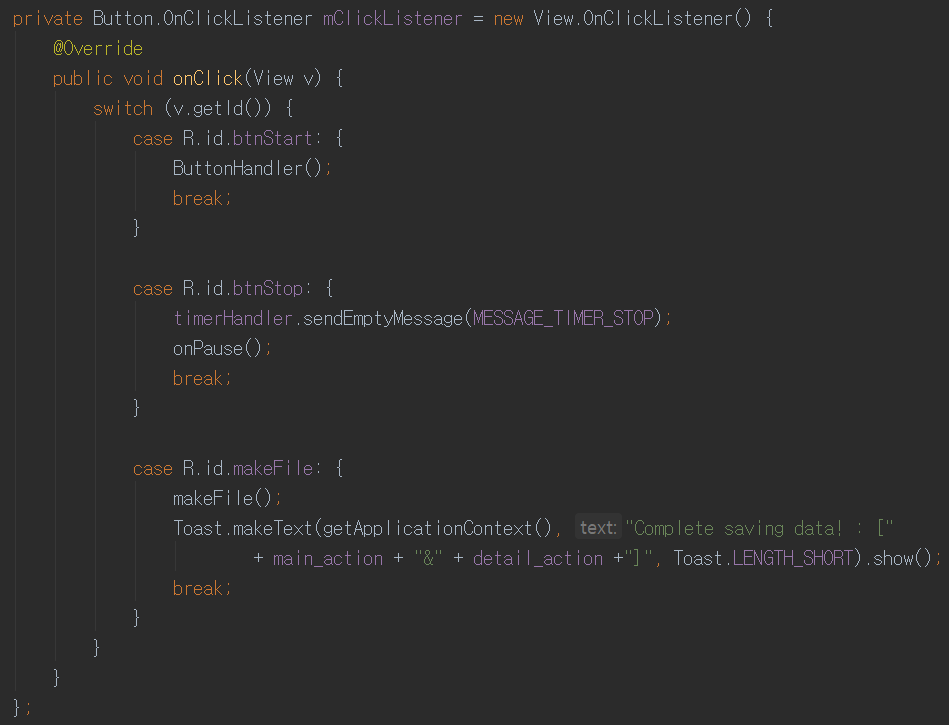 private Button.OnClickListener mClickListener = new View.OnClickListener() {
    @Override
    public void onClick(View v) {
        switch (v.getId()) {
            case R.id.btnStart: {
                ButtonHandler();
                break;
            }

            case R.id.btnStop: {
                timerHandler.sendEmptyMessage(MESSAGE_TIMER_STOP);
                onPause();
                break;
            }

            case R.id.makeFile: {
                makeFile();
                Toast.makeText(getApplicationContext(), text: "Complete saving data! : ["
                        + main_action + "&" + detail_action +"]", Toast.LENGTH_SHORT).show();
                break;
            }
        }
    }
};